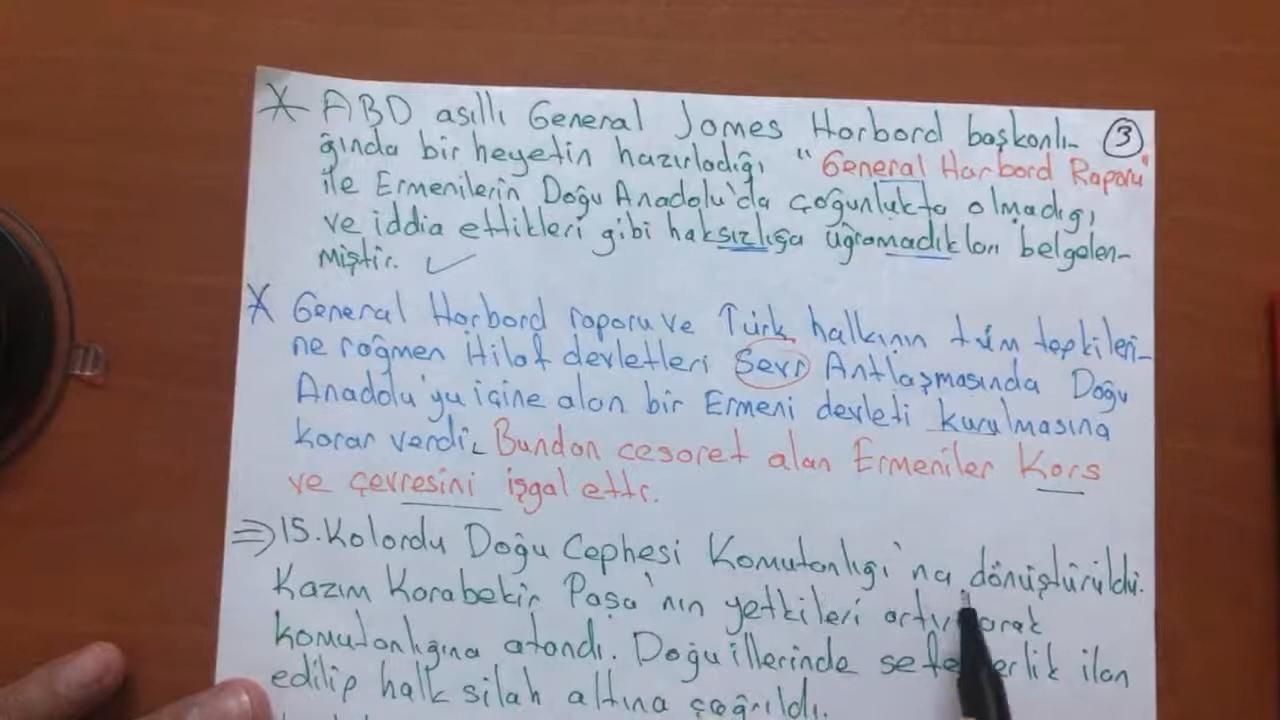 * ABD asıllı General James Harbord başkanlı- 3
ğında bir heyetin hazırladığı "General Harbord Raporu"
ile Ermenilerin Doğu Anadolu'da çoğunlukta olmadığı
ve iddia ettikleri gibi haksızlığa uğramadıkları belgelen-
miştir. ✓
* General Harbord raporu ve Türk halkının tüm tepkileri-
ne rağmen İtilaf devletleri Sevr Antlaşmasında Doğu
Anadolu'yu içine alan bir Ermeni devleti kurulmasına
karar verdi. Bundan cesaret alan Ermeniler Kars
ve çevresini işgal etti.
⇒ 15. Kolordu Doğu Cephesi Komutanlığı'na dönüştürüldü.
Kazım Karabekir Paşa'nın yetkileri
komutanlığına atandı. Doğu illerinde ilan
edilip halk silah altına çağrıldı.